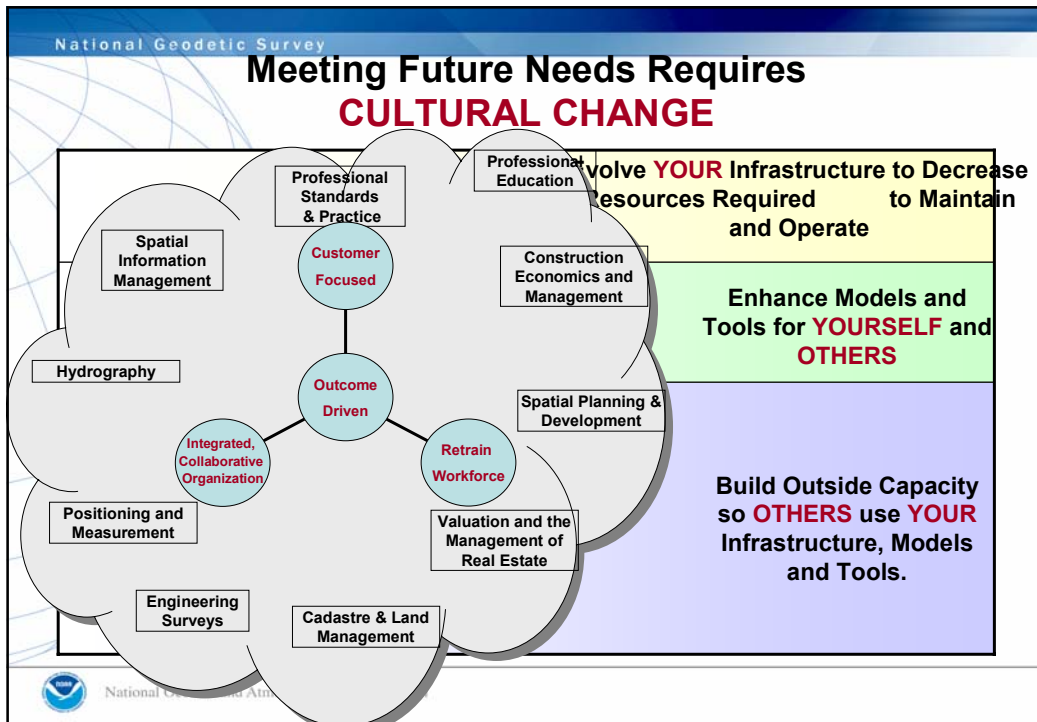 National Geodetic Survey
Meeting Future Needs Requires
CULTURAL CHANGE
Professional
Education
volve YOUR Infrastructure to Decrease
esources Required to Maintain
and Operate
Professional
Standards
& Practice
Spatial
Information
Management
Customer
Focused
Construction
Economics and
Management
Enhance Models and
Tools for YOURSELF and
OTHERS
Hydrography
Outcome
Driven
Spatial Planning &
Development
Integrated,
Collaborative
Organization
Retrain
Workforce
Positioning and
Measurement
Valuation and the
Management of
Real Estate
Build Outside Capacity
so OTHERS use YOUR
Infrastructure, Models
and Tools.
Engineering
Surveys
Cadastre & Land
Management
National